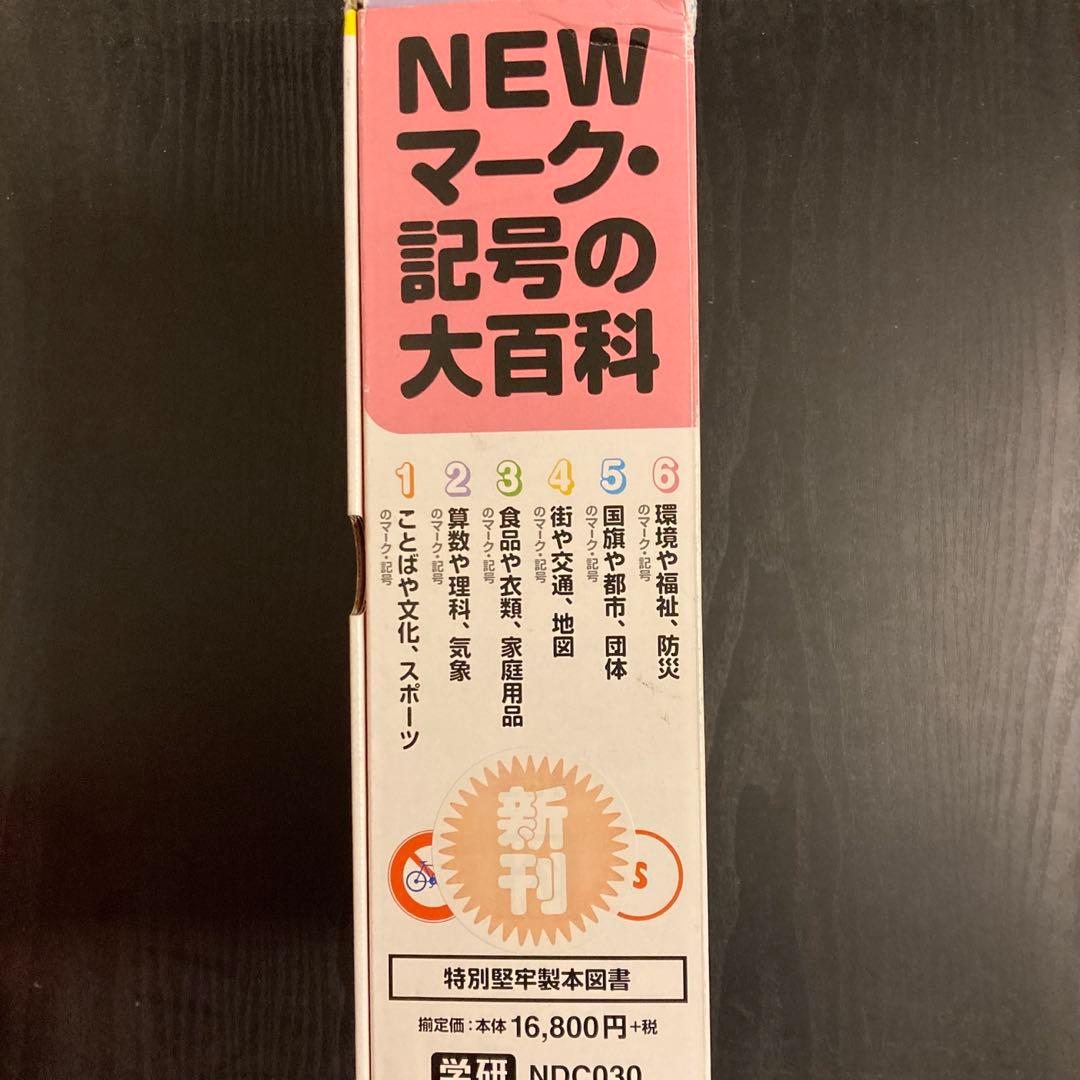 NEW
マーク・
記号の
大百科
1 ことばや文化、スポーツ
のマーク・記号
2 算数や理科、気象
のマーク・記号
3 食品や衣類、家庭用品
のマーク・記号
4 街や交通、地図
のマーク・記号
5 国旗や都市、団体
のマーク・記号
6 環境や福祉、防災
のマーク・記号
新刊
S
特別堅牢製本図書
揃定価：本体16,800円+税
学研 NDC030